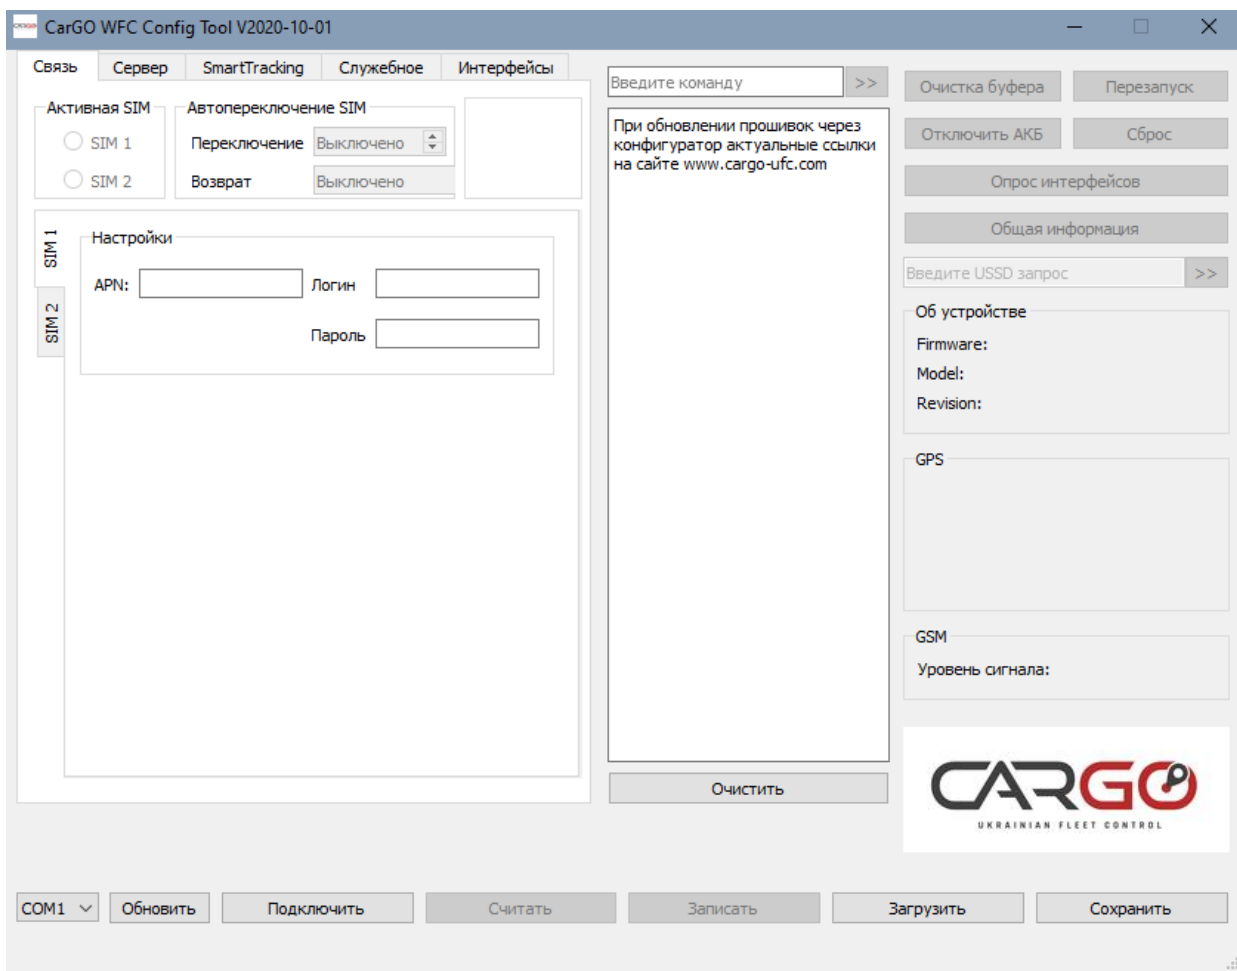 CarGO WFC Config Tool V2020-10-01
Связь Сервер SmartTracking Служебное Интерфейсы
Активная SIM
SIM 1
SIM 2
Автопереключение SIM
Переключение Выключено
Возврат Выключено
SIM 1
SIM 2
Настройки
APN: Логин
Пароль
Введите команду >>
При обновлении прошивок через
конфигуратор актуальные ссылки
на сайте www.cargo-ufc.com
Очистить
Очистка буфера Перезапуск
Отключить АКБ Сброс
Опрос интерфейсов
Общая информация
Введите USSD запрос >>
Об устройстве
Firmware:
Model:
Revision:
GPS
GSM
Уровень сигнала:
CARGO
UKRAINIAN FLEET CONTROL
COM1 Обновить Подключить Считать Записать Загрузить Сохранить